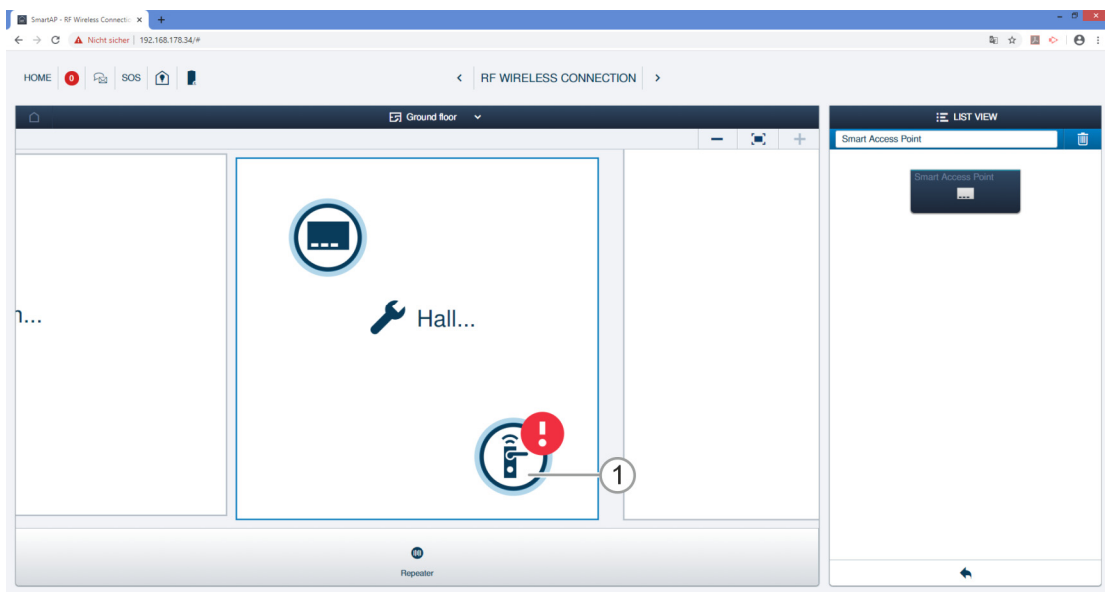 SmartAP - RF Wireless Connecti
Nicht sicher | 192.168.178.34/#
HOME 0 SOS RF WIRELESS CONNECTION
Ground floor
LIST VIEW
Smart Access Point
Smart Access Point
n...
Hall...
!
1
Repeater